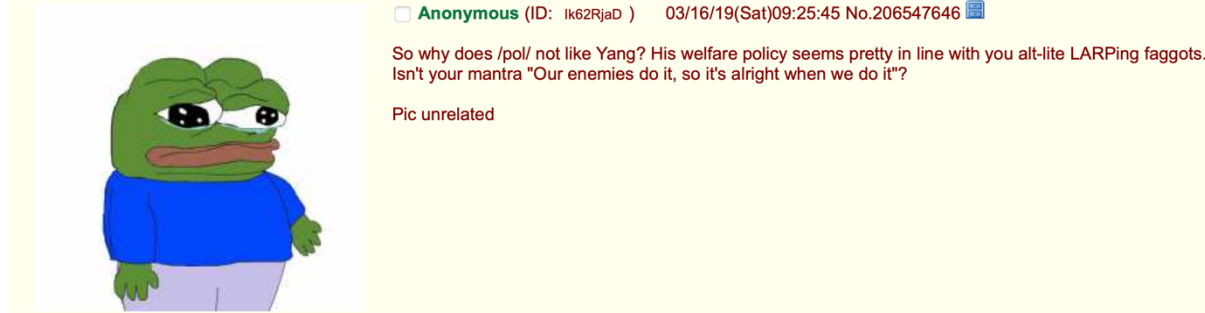 Anonymous (ID: Ik62RjaD ) 03/16/19(Sat)09:25:45 No.206547646
So why does /pol/ not like Yang? His welfare policy seems pretty in line with you alt-lite LARPing faggots.
Isn't your mantra "Our enemies do it, so it's alright when we do it"?
Pic unrelated